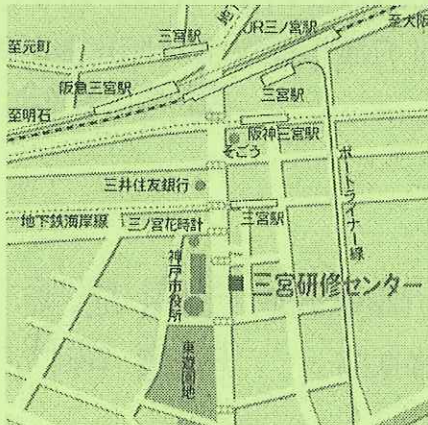 地下
JR三ノ宮駅
至大阪
三宮駅
至元町
阪急三宮駅
三宮駅
至明石
阪神三宮駅
そごう
ポートライナー線
三井住友銀行
三宮駅
地下鉄海岸線
三ノ宮花時計
神戸市役所
三宮研修センター
東遊園地